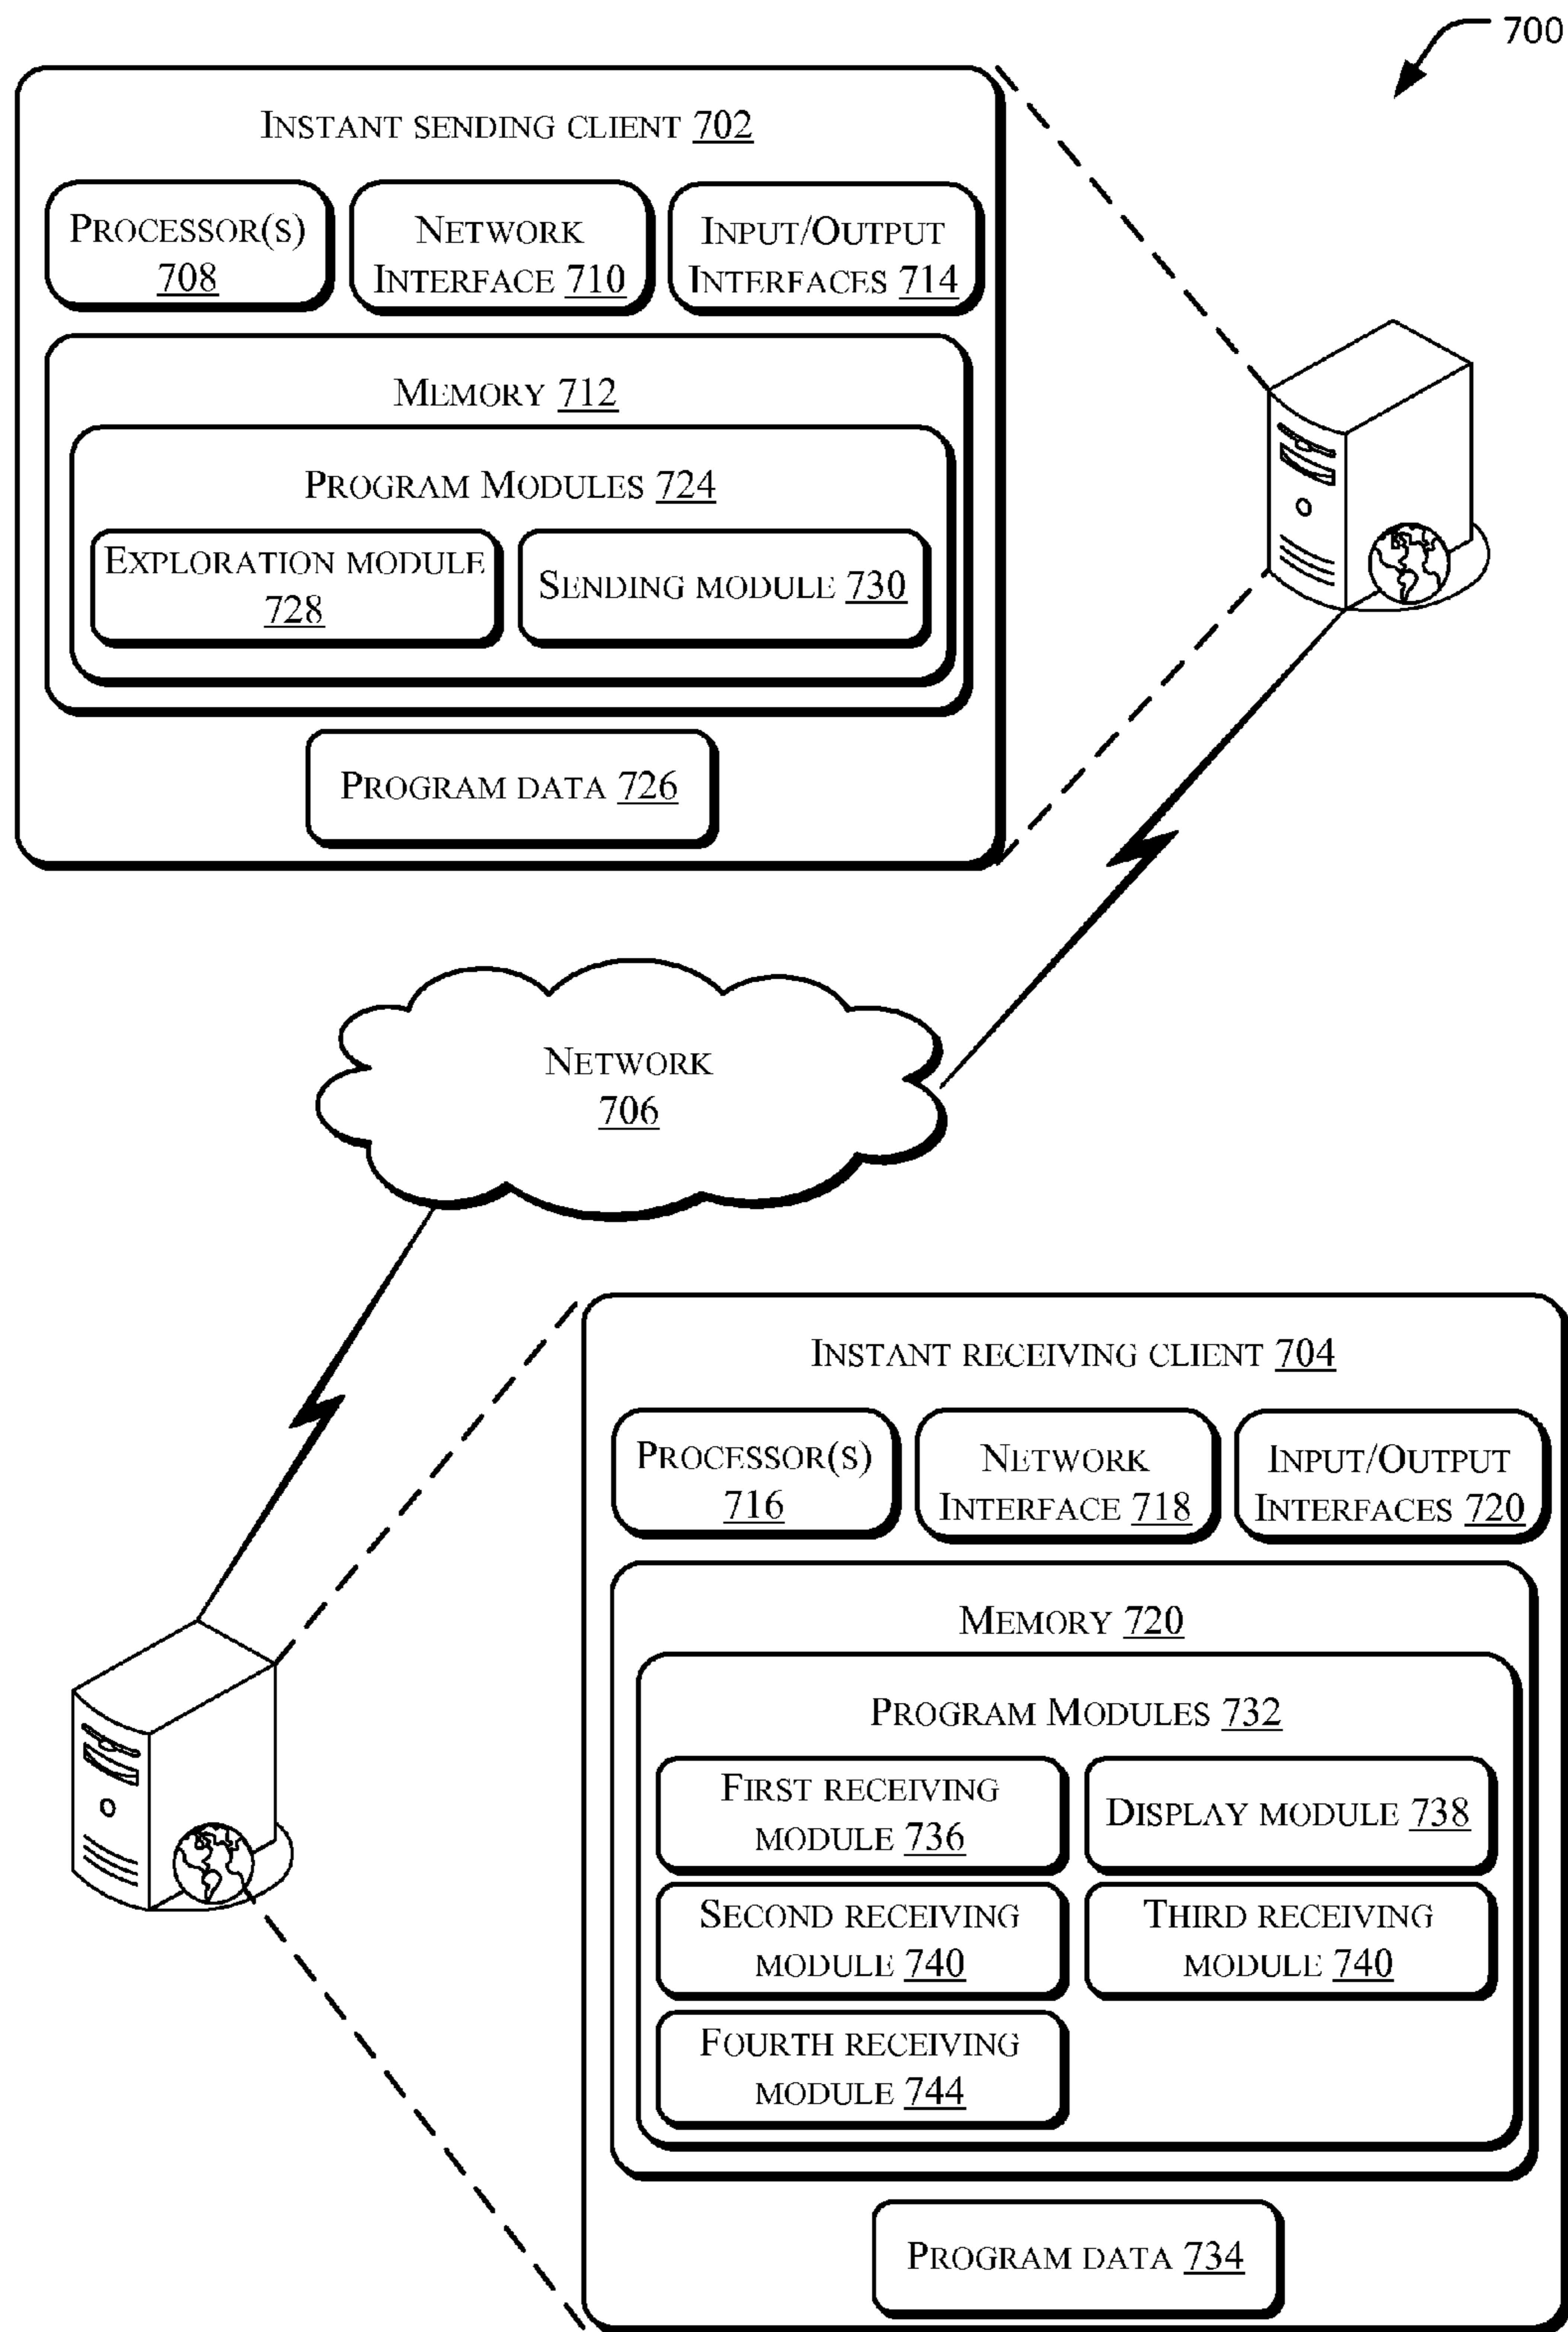 700
INSTANT SENDING CLIENT 702
PROCESSOR(S)
708
NETWORK
INTERFACE 710
INPUT/OUTPUT
INTERFACES 714
MEMORY 712
PROGRAM MODULES 724
EXPLORATION MODULE
728
SENDING MODULE 730
PROGRAM DATA 726
NETWORK
706
INSTANT RECEIVING CLIENT 704
PROCESSOR(S)
716
NETWORK
INTERFACE 718
INPUT/OUTPUT
INTERFACES 720
MEMORY 720
PROGRAM MODULES 732
FIRST RECEIVING
MODULE 736
DISPLAY MODULE 738
SECOND RECEIVING
MODULE 740
THIRD RECEIVING
MODULE 740
FOURTH RECEIVING
MODULE 744
PROGRAM DATA 734